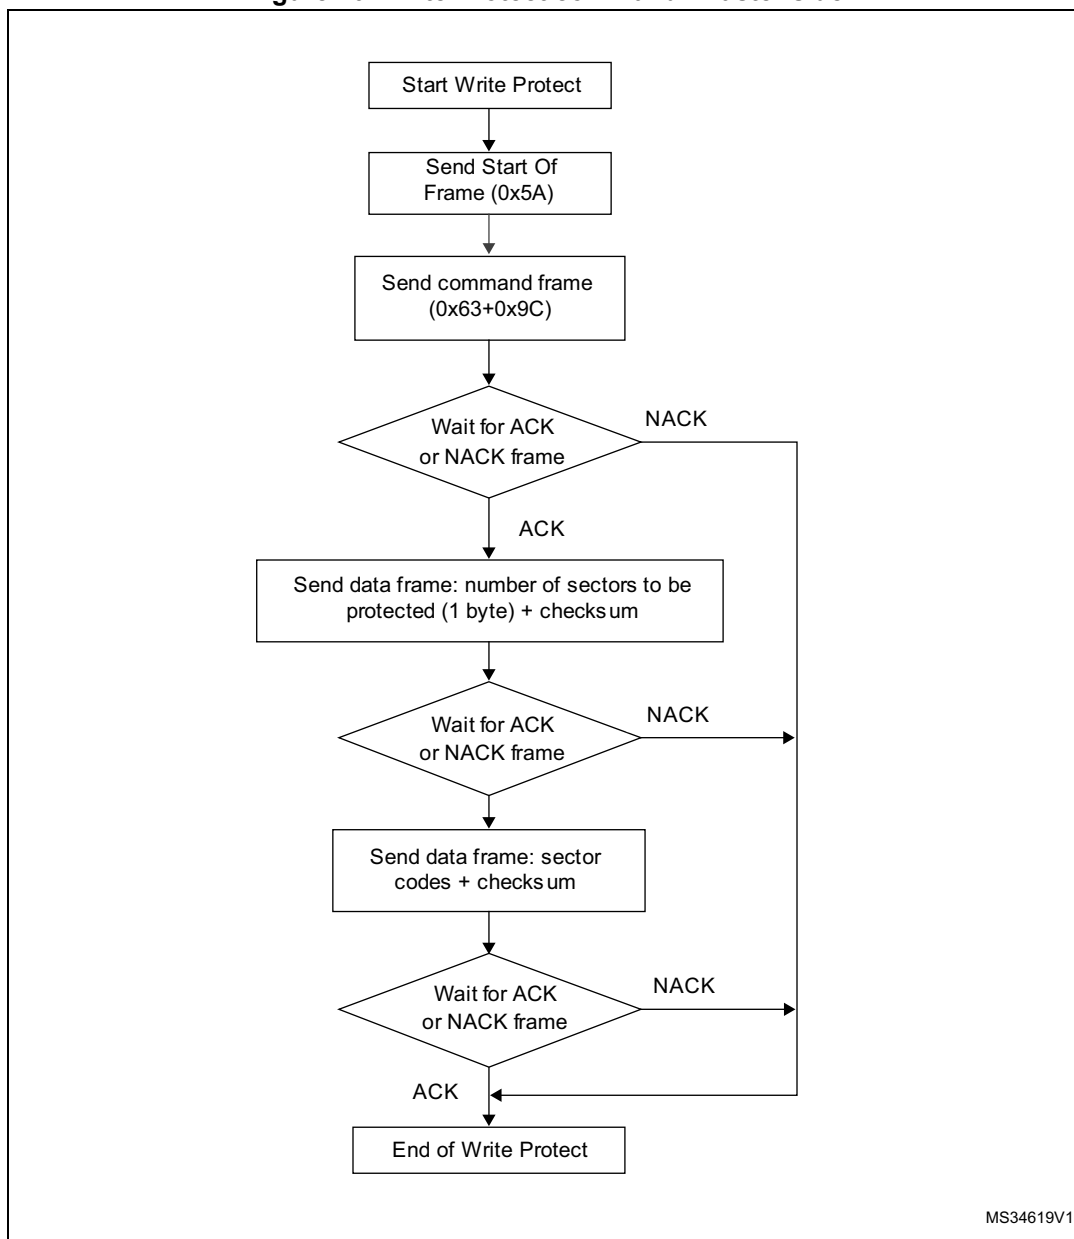 Start Write Protect
Send Start Of
Frame (0x5A)
Send command frame
(0x63+0x9C)
Wait for ACK
or NACK frame
NACK
ACK
Send data frame: number of sectors to be
protected (1 byte) + checksum
Wait for ACK
or NACK frame
NACK
Send data frame: sector
codes + checksum
Wait for ACK
or NACK frame
NACK
ACK
End of Write Protect
MS34619V1